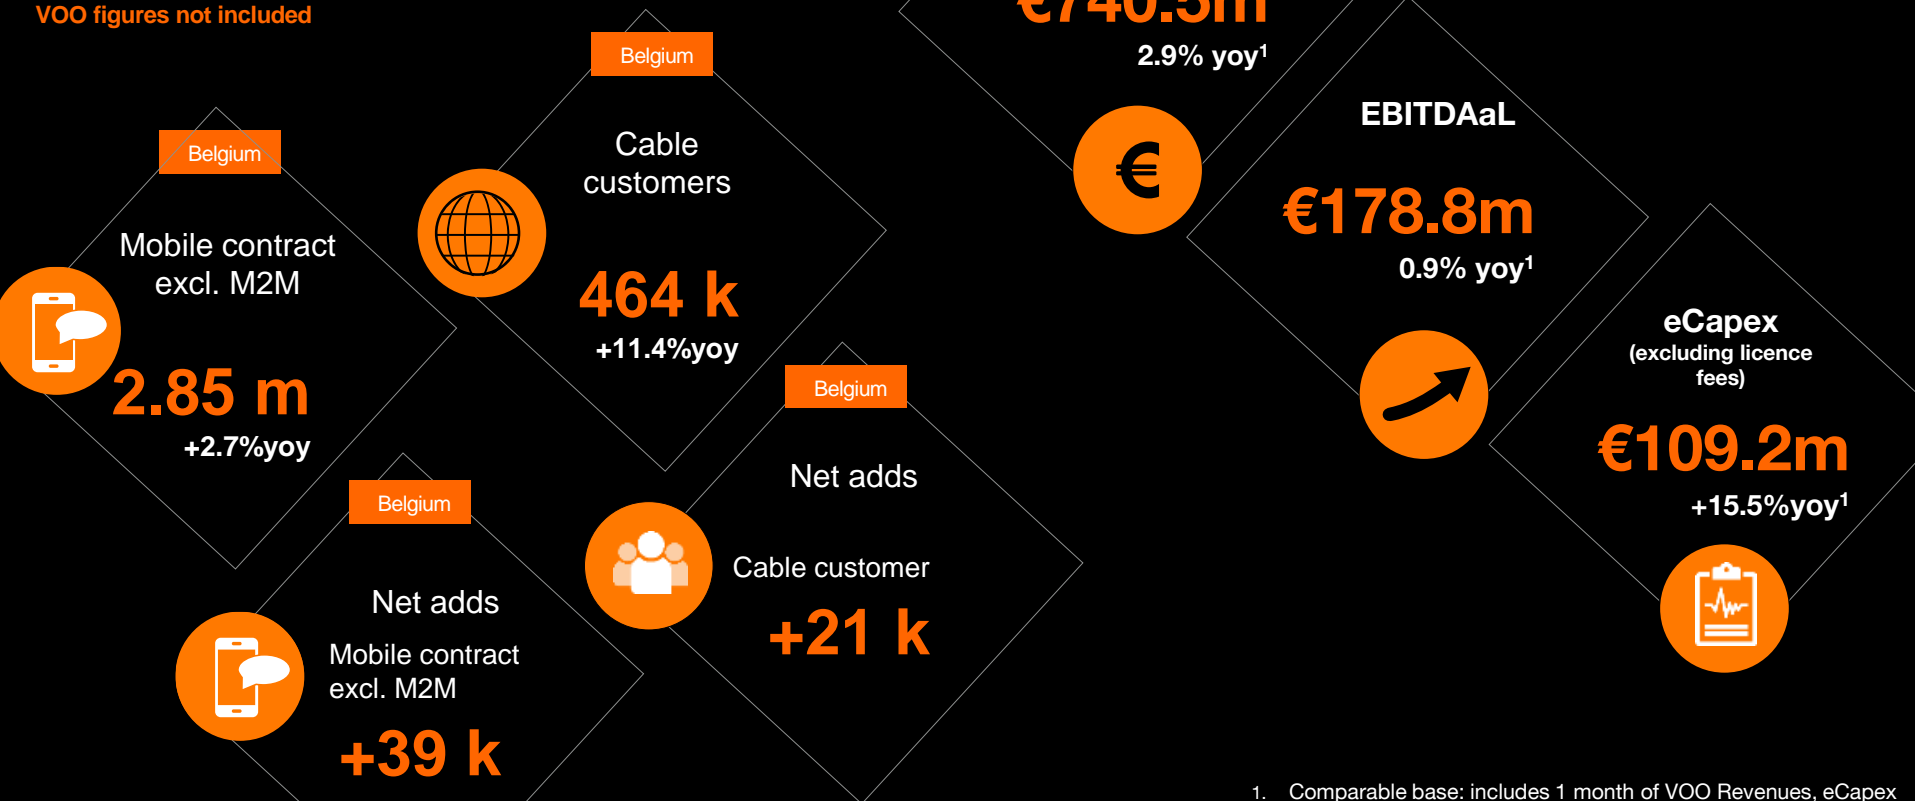 VOO figures not included
Belgium
Mobile contract
excl. M2M
2.85 m
+2.7%yoy
Belgium
Cable
customers
464 k
+11.4%yoy
Belgium
Net adds
Mobile contract
excl. M2M
+39 k
Belgium
Net adds
Cable customer
+21 k
€740.5m
2.9% yoy¹
€
EBITDAaL
€178.8m
0.9% yoy¹
eCapex
(excluding licence
fees)
€109.2m
+15.5%yoy¹
1. Comparable base: includes 1 month of VOO Revenues, eCapex